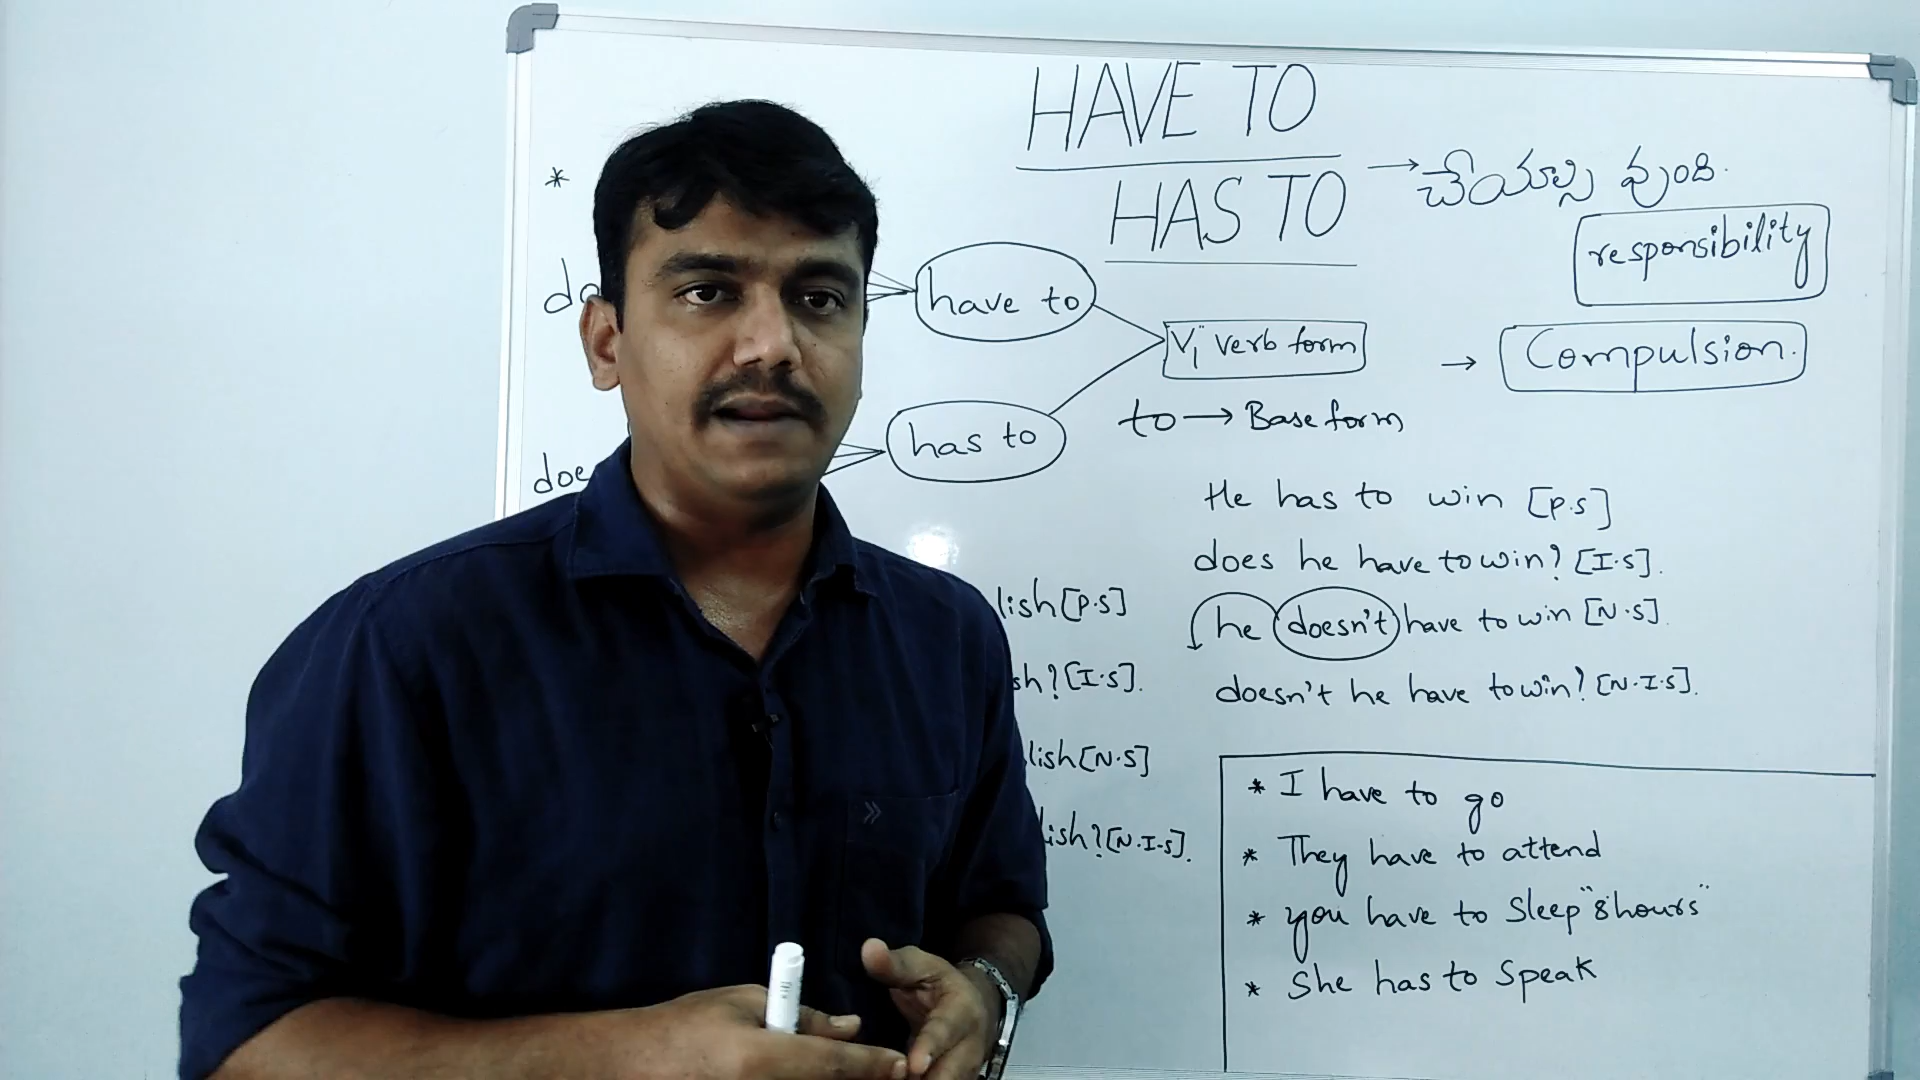 HAVE TO
HAS TO → చేయాల్సి వుంది.
responsibility
*
have to
V1 verb form
→ Compulsion.
to → Base form
has to
He has to win [P.S]
does he have to win? [I.S].
he doesn't have to win [N.S].
doesn't he have to win? [N.I.S].
lish [P.S]
sh? [I.S].
lish [N.S]
lish? [N.I.S].
* I have to go
* They have to attend
* you have to Sleep "8 hours"
* She has to Speak